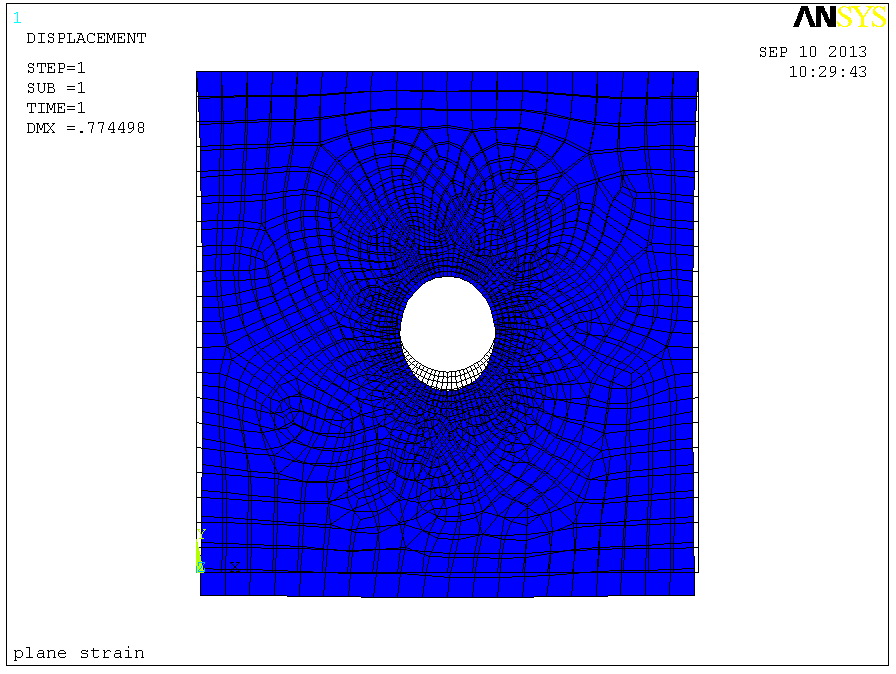 1
ANSYS
DISPLACEMENT
SEP 10 2013
10:29:43
STEP=1
SUB =1
TIME=1
DMX =.774498
Y
Z X
plane strain